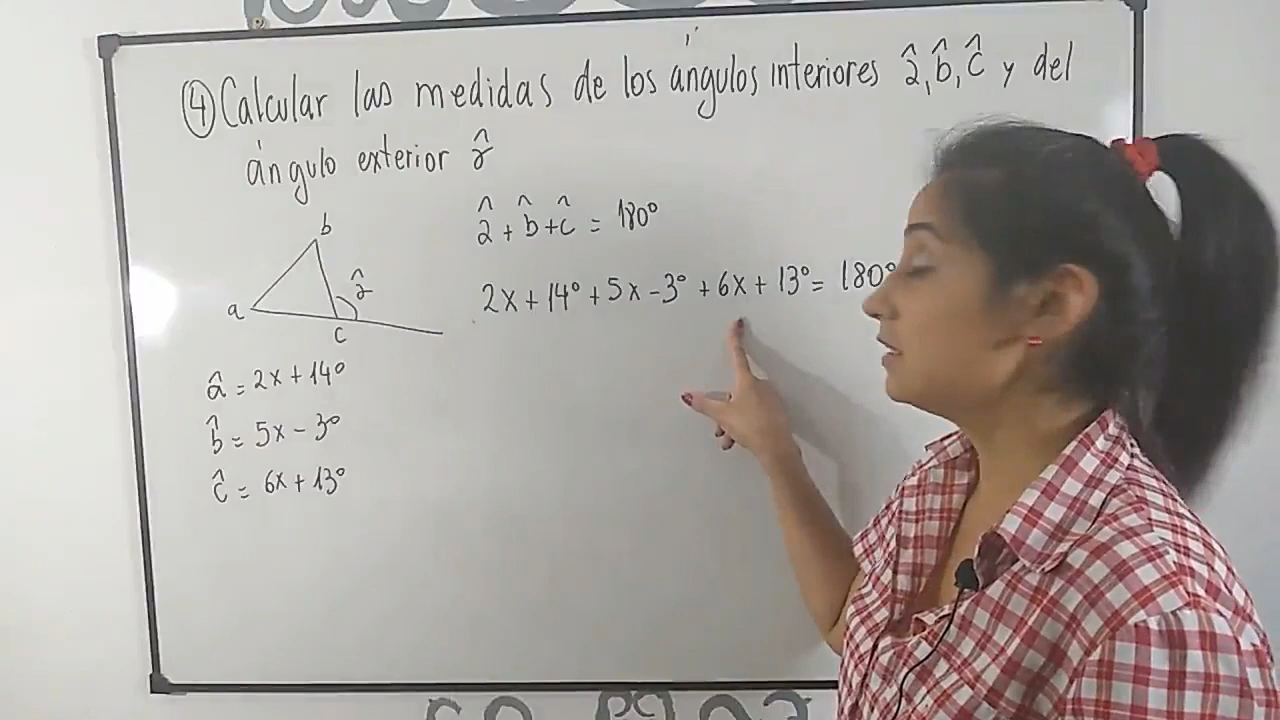 ④ Calcular las medidas de los ángulos interiores â, b̂, ĉ y del
ángulo exterior r̂
â + b̂ + ĉ = 180°
2x + 14° + 5x - 3° + 6x + 13° = 180°
b
r̂
a
c
â = 2x + 14°
b̂ = 5x - 3°
ĉ = 6x + 13°